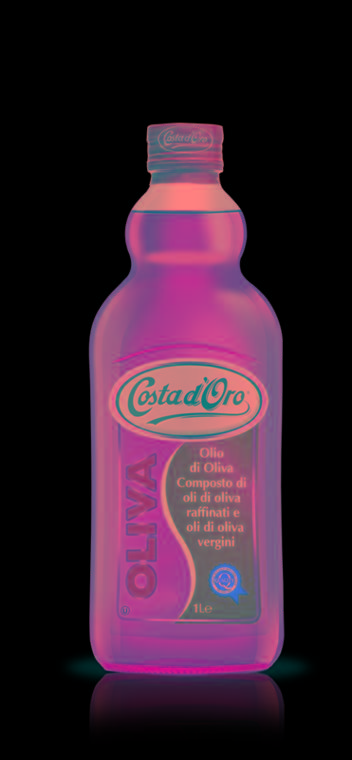 Costa d'Oro
Costa d'Oro
OLIVA
Olio
di Oliva
Composto di
oli di oliva
raffinati e
oli di oliva
vergini
1L e